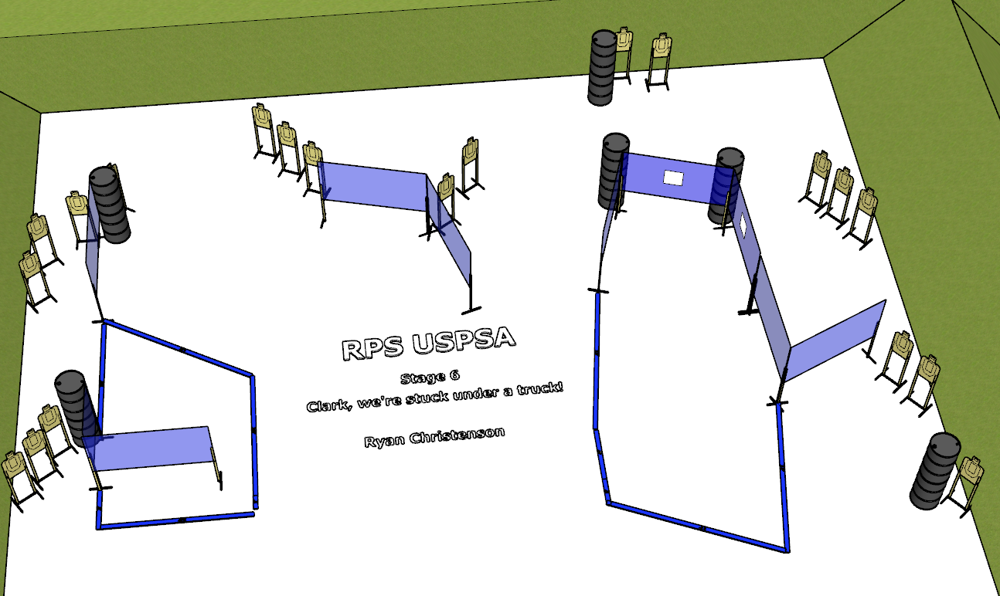 RPS USPSA
Stage 6
Clark, we're stuck under a truck!
Ryan Christenson